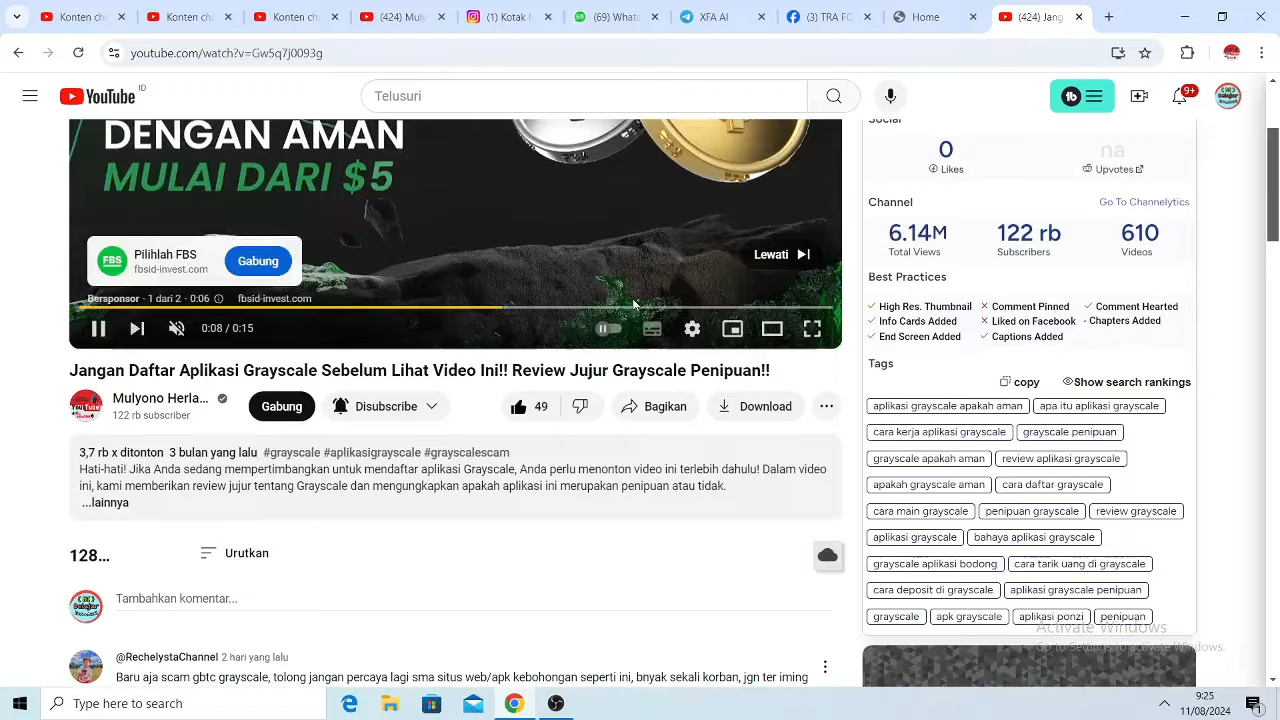 Konten da
Konten ch
Konten ch
(424) Muly
(1) Kotak M
(69) Whats
XFA AI
(3) TRA FC
Home
(424) Jang
youtube.com/watch?v=Gw5q7j0093g
YouTube ID
Telusuri
9+
DENGAN AMAN
MULAI DARI $5
FBS
Pilihlah FBS
fbsid-invest.com
Gabung
Lewati
Bersponsor · 1 dari 2 · 0:06 fbsid-invest.com
0:08 / 0:15
Jangan Daftar Aplikasi Grayscale Sebelum Lihat Video Ini!! Review Jujur Grayscale Penipuan!!
Mulyono Herla...
122 rb subscriber
Gabung
Disubscribe
49
Bagikan
Download
3,7 rb x ditonton 3 bulan yang lalu #grayscale #aplikasigrayscale #grayscalescam
Hati-hati! Jika Anda sedang mempertimbangkan untuk mendaftar aplikasi Grayscale, Anda perlu menonton video ini terlebih dahulu! Dalam video
ini, kami memberikan review jujur tentang Grayscale dan mengungkapkan apakah aplikasi ini merupakan penipuan atau tidak.
...lainnya
128...
Urutkan
Tambahkan komentar...
@RechelystaChannel 2 hari yang lalu
Baru aja scam gbtc grayscale, tolong jangan percaya lagi sma situs web/apk kebohongan seperti ini, bnyak sekali korban, jgn ter iming
Social
0
Likes
na
Upvotes
Channel
Go To Channelytics
6.14M
Total Views
122 rb
Subscribers
610
Videos
Best Practices
High Res. Thumbnail
Comment Pinned
Comment Hearted
Info Cards Added
Liked on Facebook
- Chapters Added
End Screen Added
Captions Added
Tags
copy
Show search rankings
aplikasi grayscale apakah aman
apa itu aplikasi grayscale
cara kerja aplikasi grayscale
grayscale penipuan
grayscale apakah aman
review aplikasi grayscale
apakah grayscale aman
cara daftar grayscale
cara main grayscale
penipuan grayscale
review grayscale
aplikasi grayscale
bahaya aplikasi grayscale
grayscale aplikasi bodong
cara tarik uang di grayscale
cara deposit di grayscale
aplikasi grayscale penipuan
grayscale
apk grayscale
aplikasi ponzi
penipuan
Activate Windows
Go to Settings to activate Windows.
Type here to search
9:25
11/08/2024